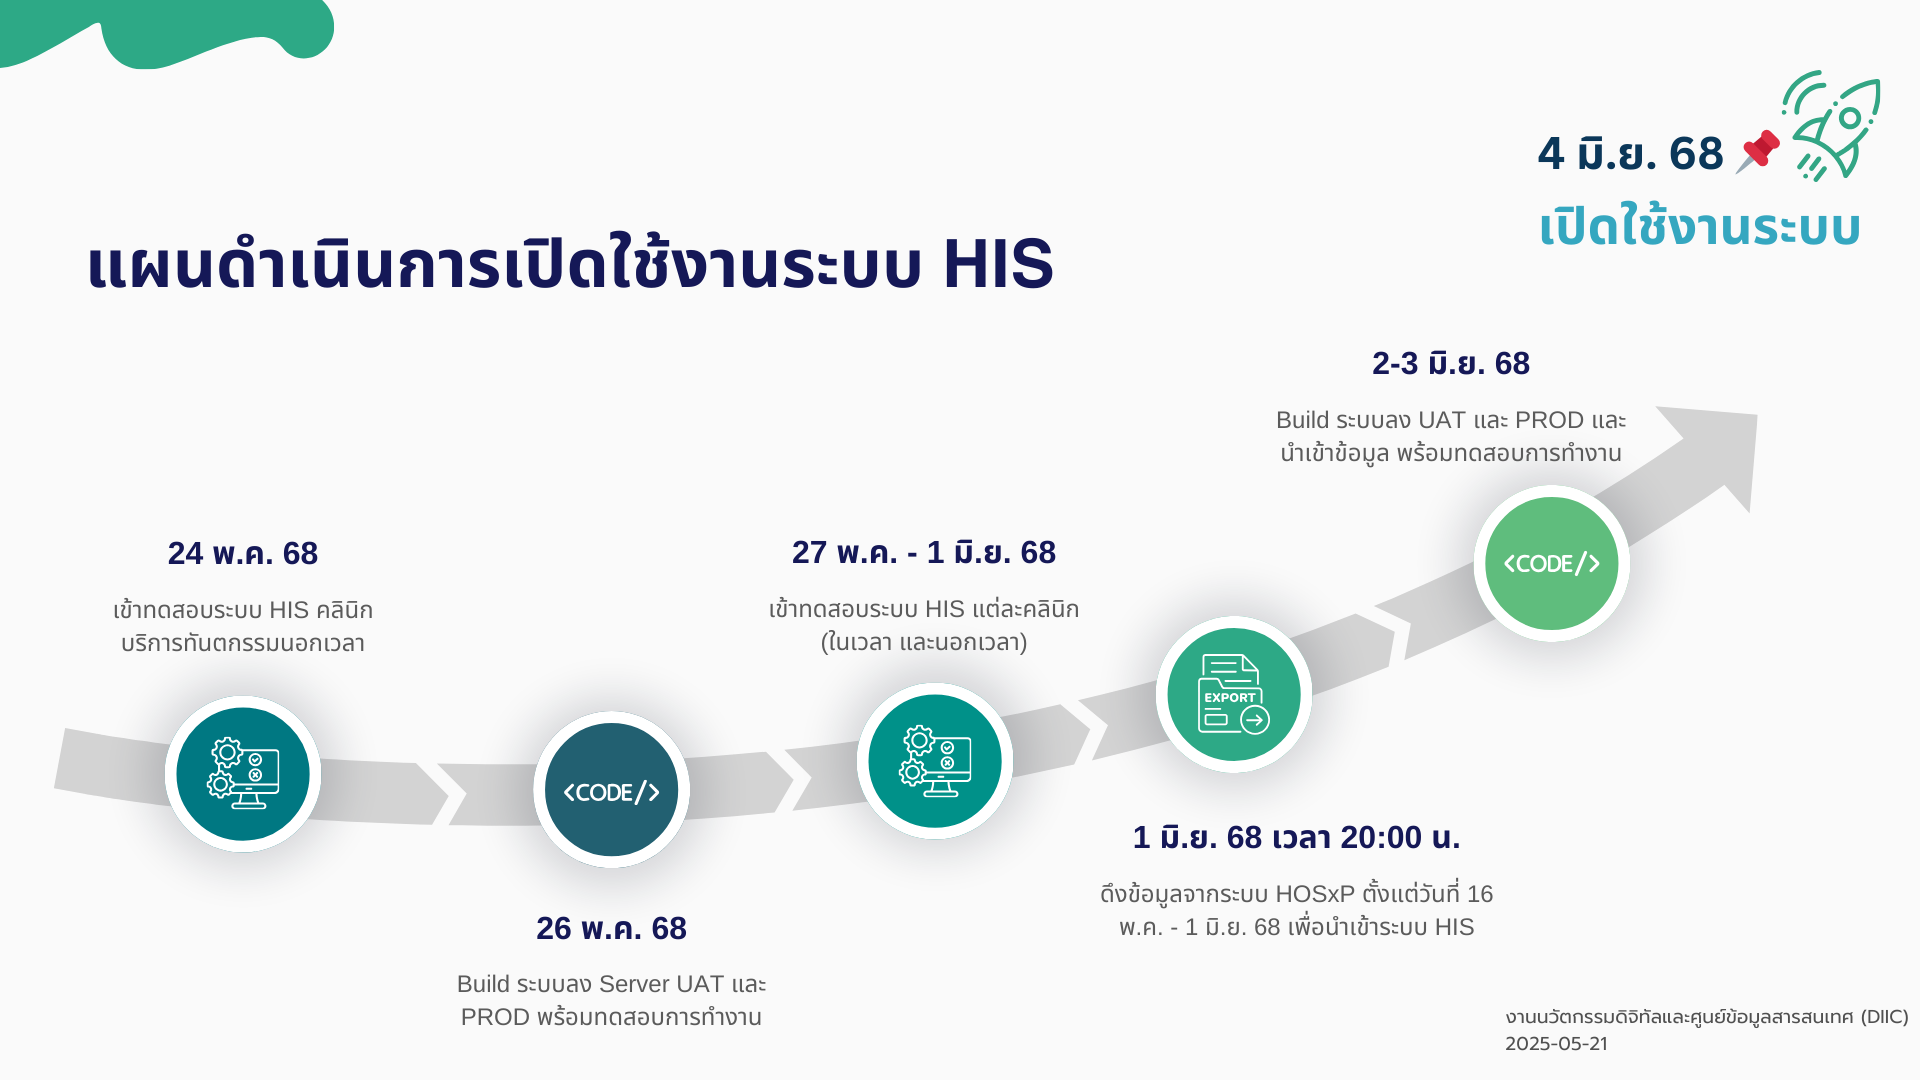 4 มิ.ย. 68
เปิดใช้งานระบบ
แผนดำเนินการเปิดใช้งานระบบ HIS
24 พ.ค. 68
เข้าทดสอบระบบ HIS คลินิก
บริการทันตกรรมนอกเวลา
<CODE/>
26 พ.ค. 68
Build ระบบลง Server UAT และ
PROD พร้อมทดสอบการทำงาน
27 พ.ค. - 1 มิ.ย. 68
เข้าทดสอบระบบ HIS แต่ละคลินิก
(ในเวลา และนอกเวลา)
EXPORT
1 มิ.ย. 68 เวลา 20:00 น.
ดึงข้อมูลจากระบบ HOSxP ตั้งแต่วันที่ 16
พ.ค. - 1 มิ.ย. 68 เพื่อนำเข้าระบบ HIS
2-3 มิ.ย. 68
Build ระบบลง UAT และ PROD และ
นำเข้าข้อมูล พร้อมทดสอบการทำงาน
<CODE/>
งานนวัตกรรมดิจิทัลและศูนย์ข้อมูลสารสนเทศ (DIIC)
2025-05-21